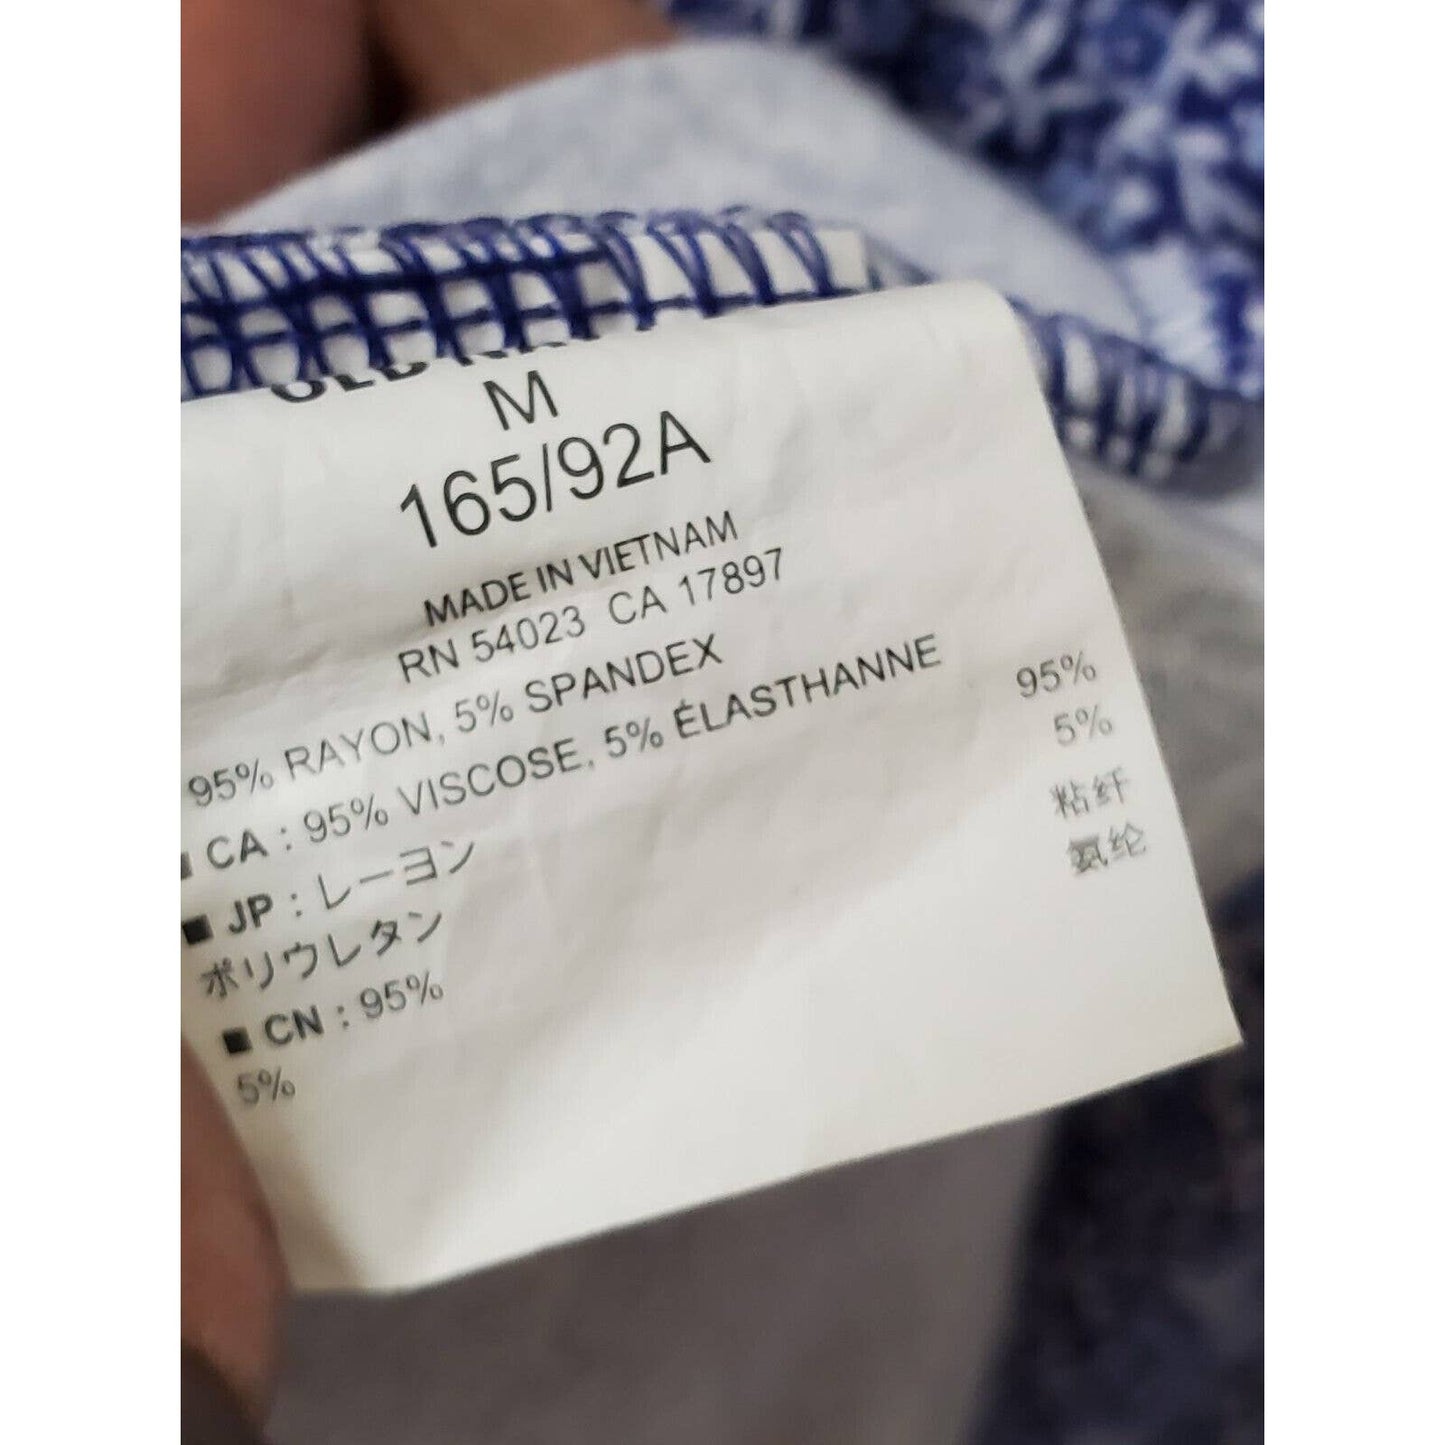 M
165/92A
MADE IN VIETNAM
RN 54023 CA 17897
95% RAYON, 5% SPANDEX
CA : 95% VISCOSE, 5% ÉLASTHANNE
■ JP : レーヨン 95%
ポリウレタン 5%
■ CN : 95% 粘纤
5% 氨纶